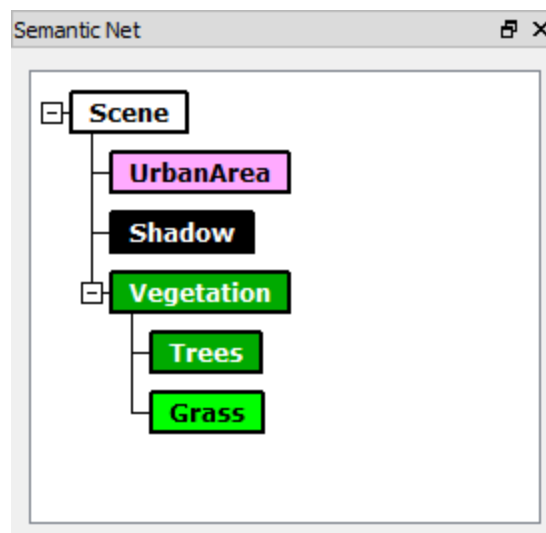 Semantic Net
Scene
UrbanArea
Shadow
Vegetation
Trees
Grass